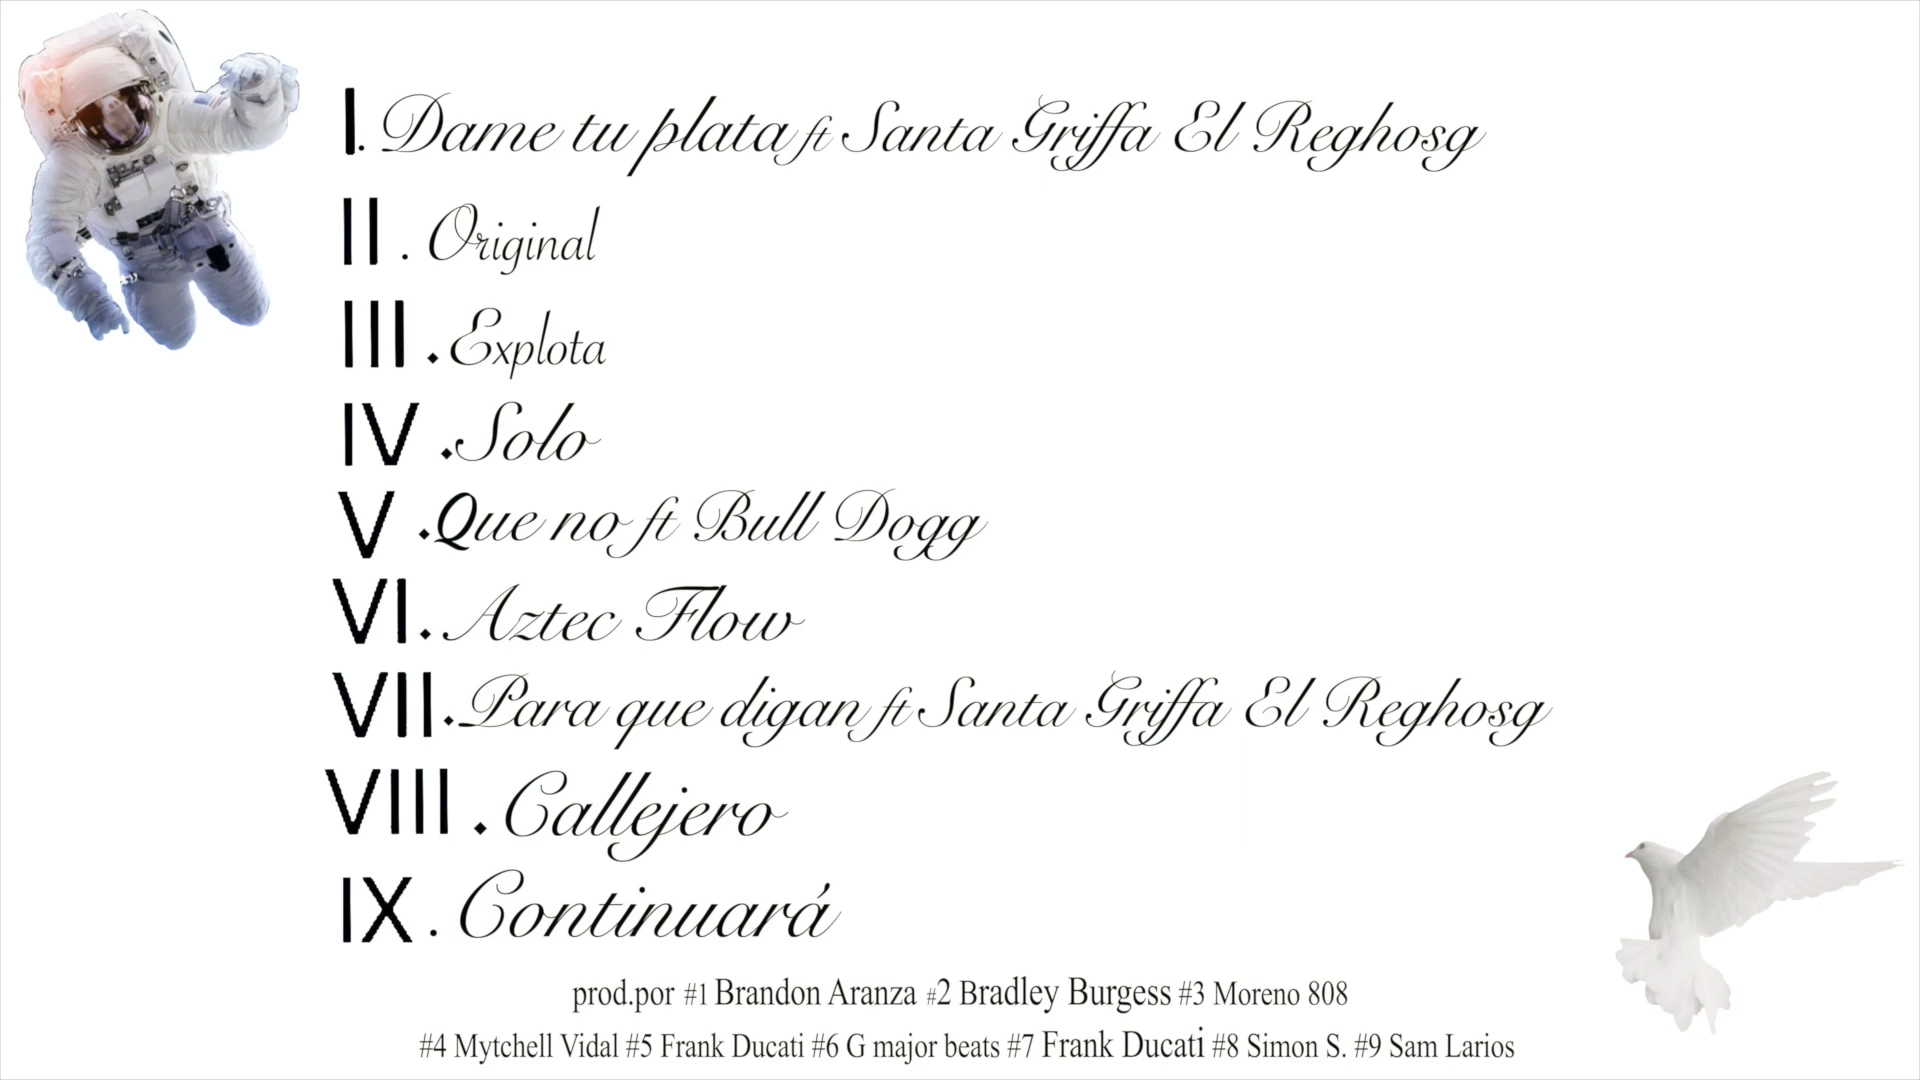 I. Dame tu plata ft Santa Griffa El Reghosg
II . Original
III . Explota
IV . Solo
V . Que no ft Bull Dogg
VI. Aztec Flow
VII. Para que digan ft Santa Griffa El Reghosg
VIII . Callejero
IX . Continuará
prod.por #1 Brandon Aranza #2 Bradley Burgess #3 Moreno 808
#4 Mytchell Vidal #5 Frank Ducati #6 G major beats #7 Frank Ducati #8 Simon S. #9 Sam Larios